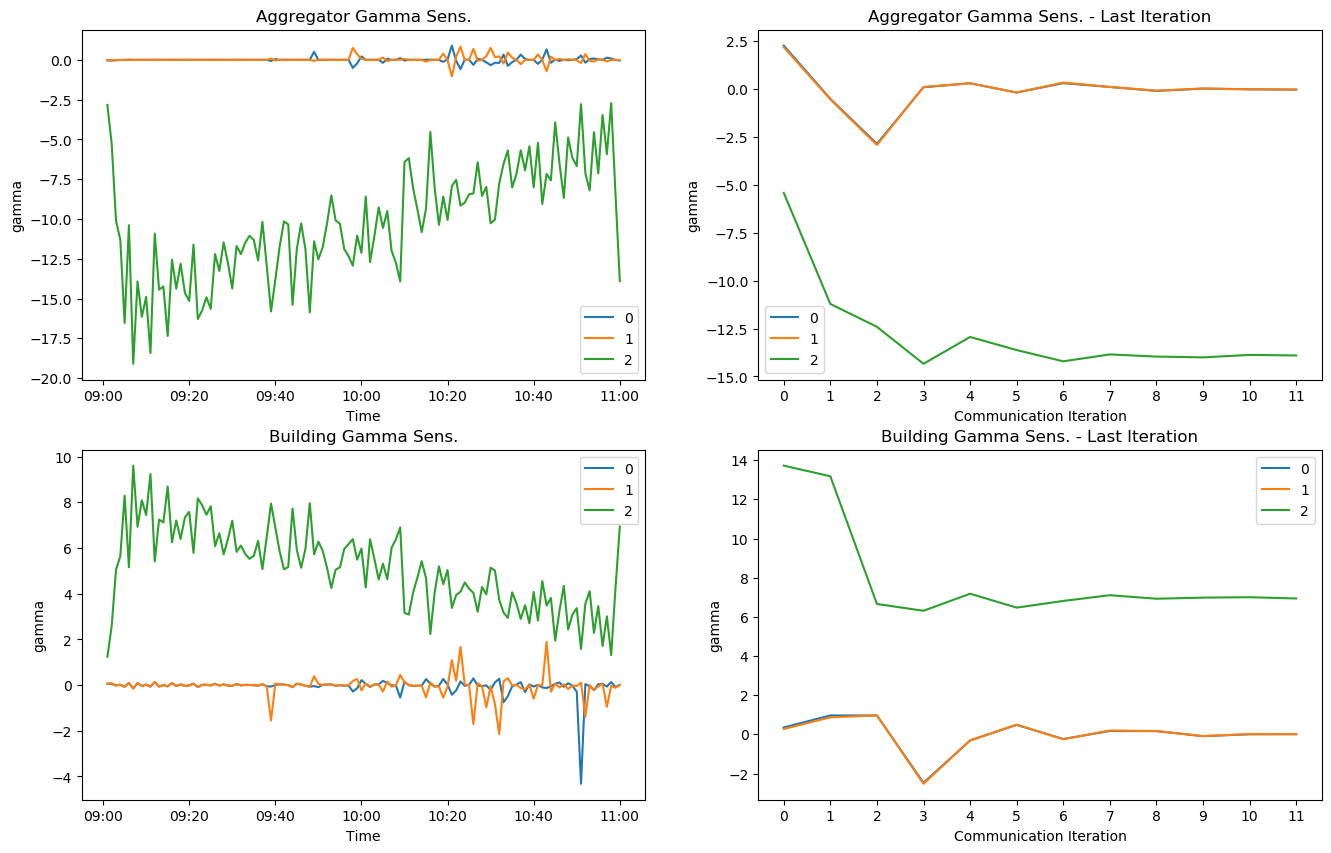 Aggregator Gamma Sens.
gamma
0.0
−2.5
−5.0
−7.5
−10.0
−12.5
−15.0
−17.5
−20.0
0
1
2
09:00 09:20 09:40 10:00 10:20 10:40 11:00
Time
Aggregator Gamma Sens. - Last Iteration
gamma
2.5
0.0
−2.5
−5.0
−7.5
−10.0
−12.5
−15.0
0
1
2
0 1 2 3 4 5 6 7 8 9 10 11
Communication Iteration
Building Gamma Sens.
gamma
10
8
6
4
2
0
−2
−4
0
1
2
09:00 09:20 09:40 10:00 10:20 10:40 11:00
Time
Building Gamma Sens. - Last Iteration
gamma
14
12
10
8
6
4
2
0
−2
0
1
2
0 1 2 3 4 5 6 7 8 9 10 11
Communication Iteration